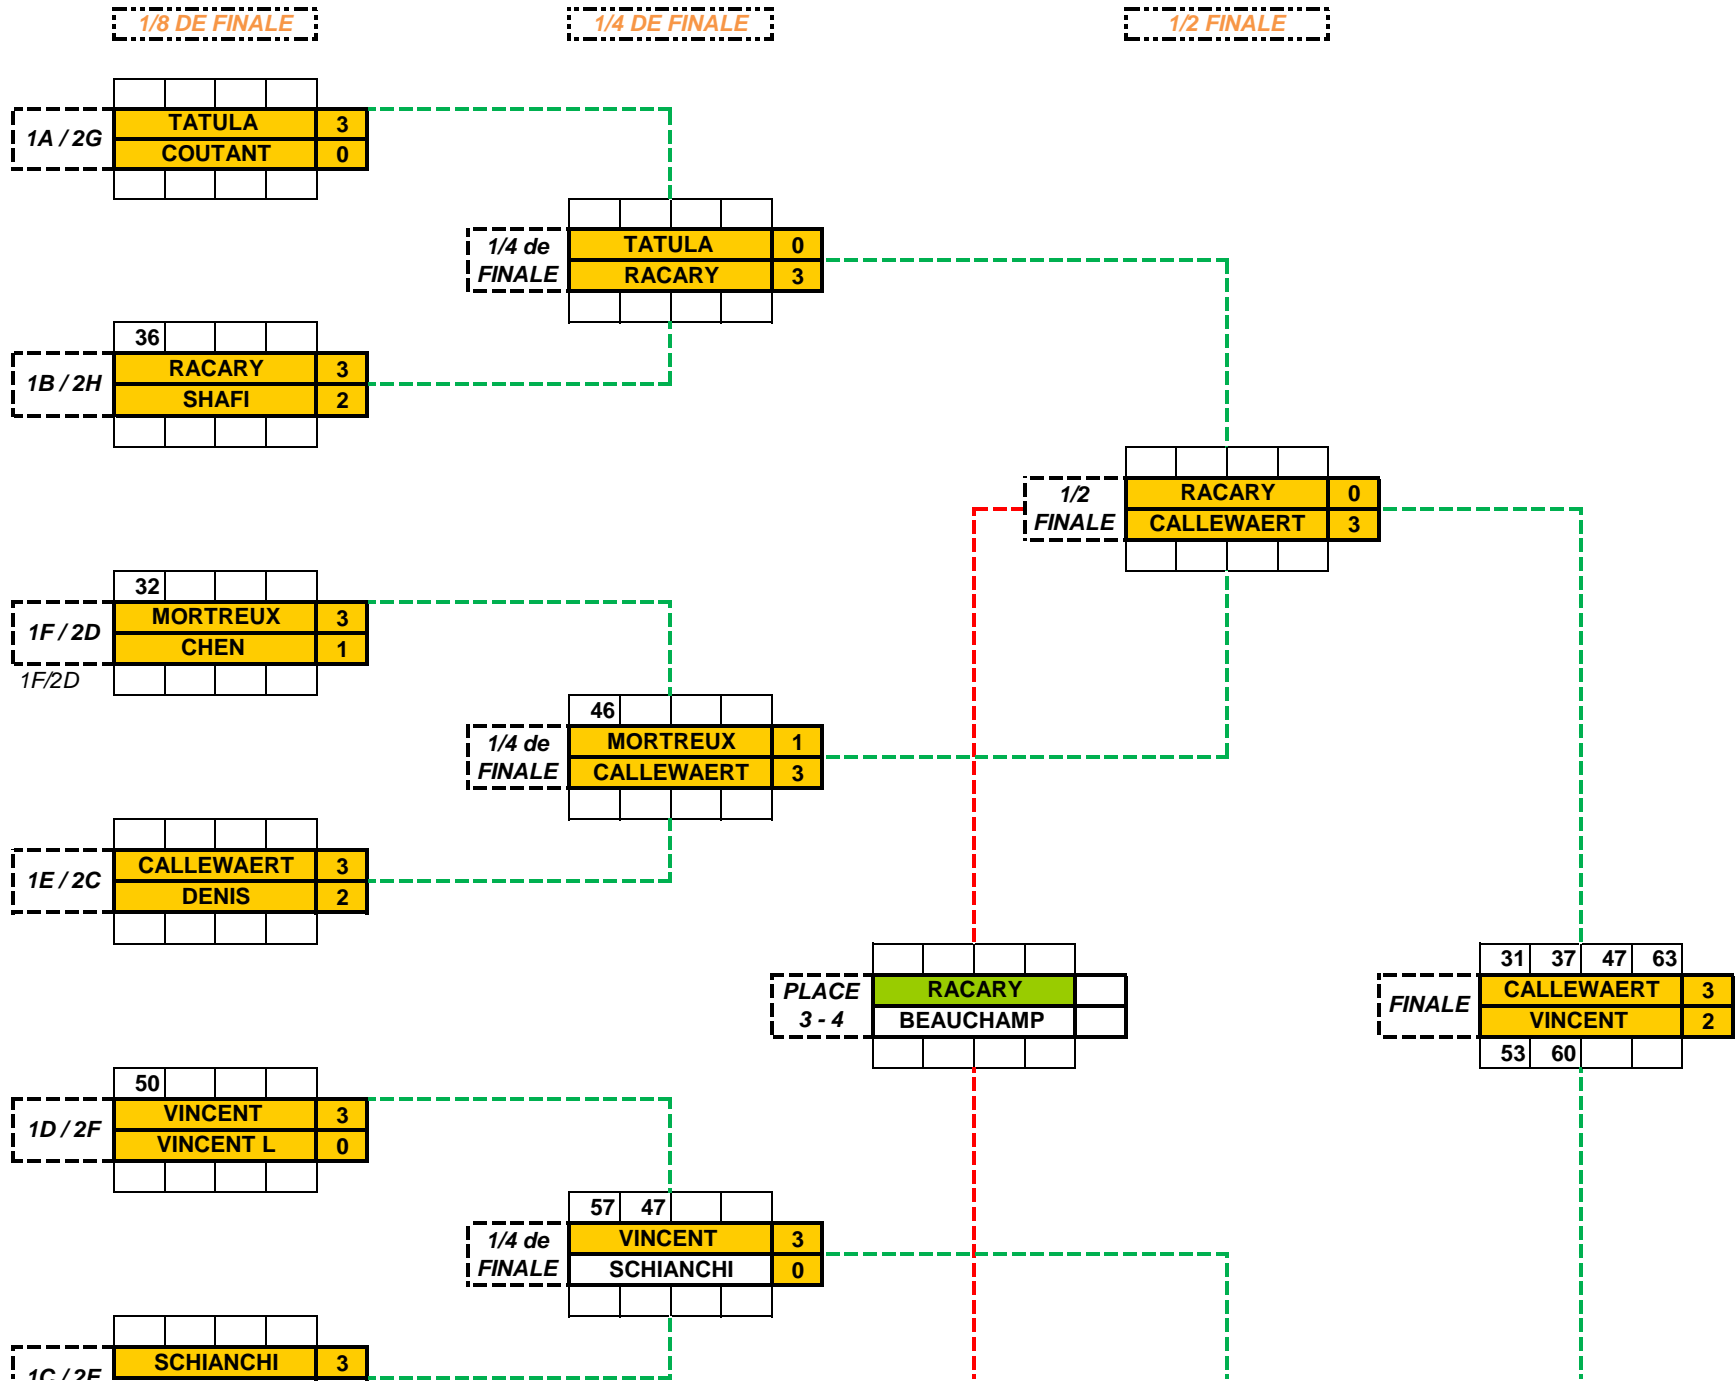 1/8 DE FINALE 1/4 DE FINALE 1/2 FINALE
1A / 2G TATULA 3
COUTANT 0
1/4 de FINALE TATULA 0
RACARY 3
36
1B / 2H RACARY 3
SHAFI 2
1/2 FINALE RACARY 0
CALLEWAERT 3
32
1F / 2D MORTREUX 3
CHEN 1
1F/2D
46
1/4 de FINALE MORTREUX 1
CALLEWAERT 3
1E / 2C CALLEWAERT 3
DENIS 2
PLACE 3 - 4 RACARY
BEAUCHAMP
31 37 47 63
FINALE CALLEWAERT 3
VINCENT 2
53 60
50
1D / 2F VINCENT 3
VINCENT L 0
57 47
1/4 de FINALE VINCENT 3
SCHIANCHI 0
SCHIANCHI 3